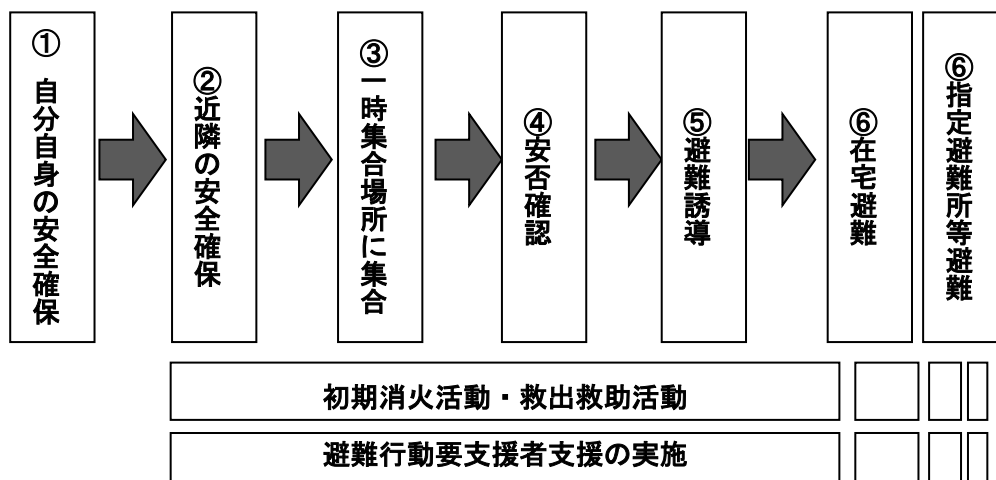 ① 自分自身の安全確保
②近隣の安全確保
③一時集合場所に集合
④安否確認
⑤避難誘導
⑥在宅避難
⑥指定避難所等避難
初期消火活動・救出救助活動
避難行動要支援者支援の実施